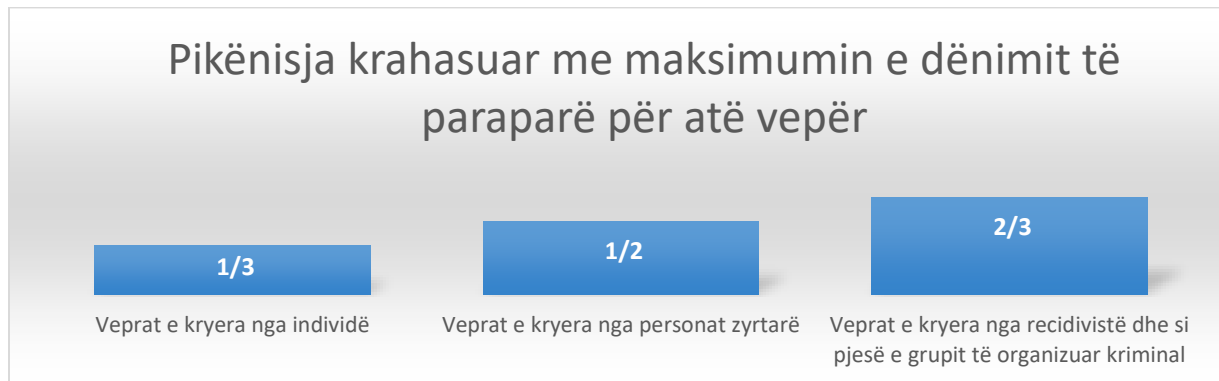 Pikënisja krahasuar me maksimumin e dënimit të
paraparë për atë vepër
1/3
1/2
2/3
Veprat e kryera nga individë
Veprat e kryera nga personat zyrtarë
Veprat e kryera nga recidivistë dhe si
pjesë e grupit të organizuar kriminal